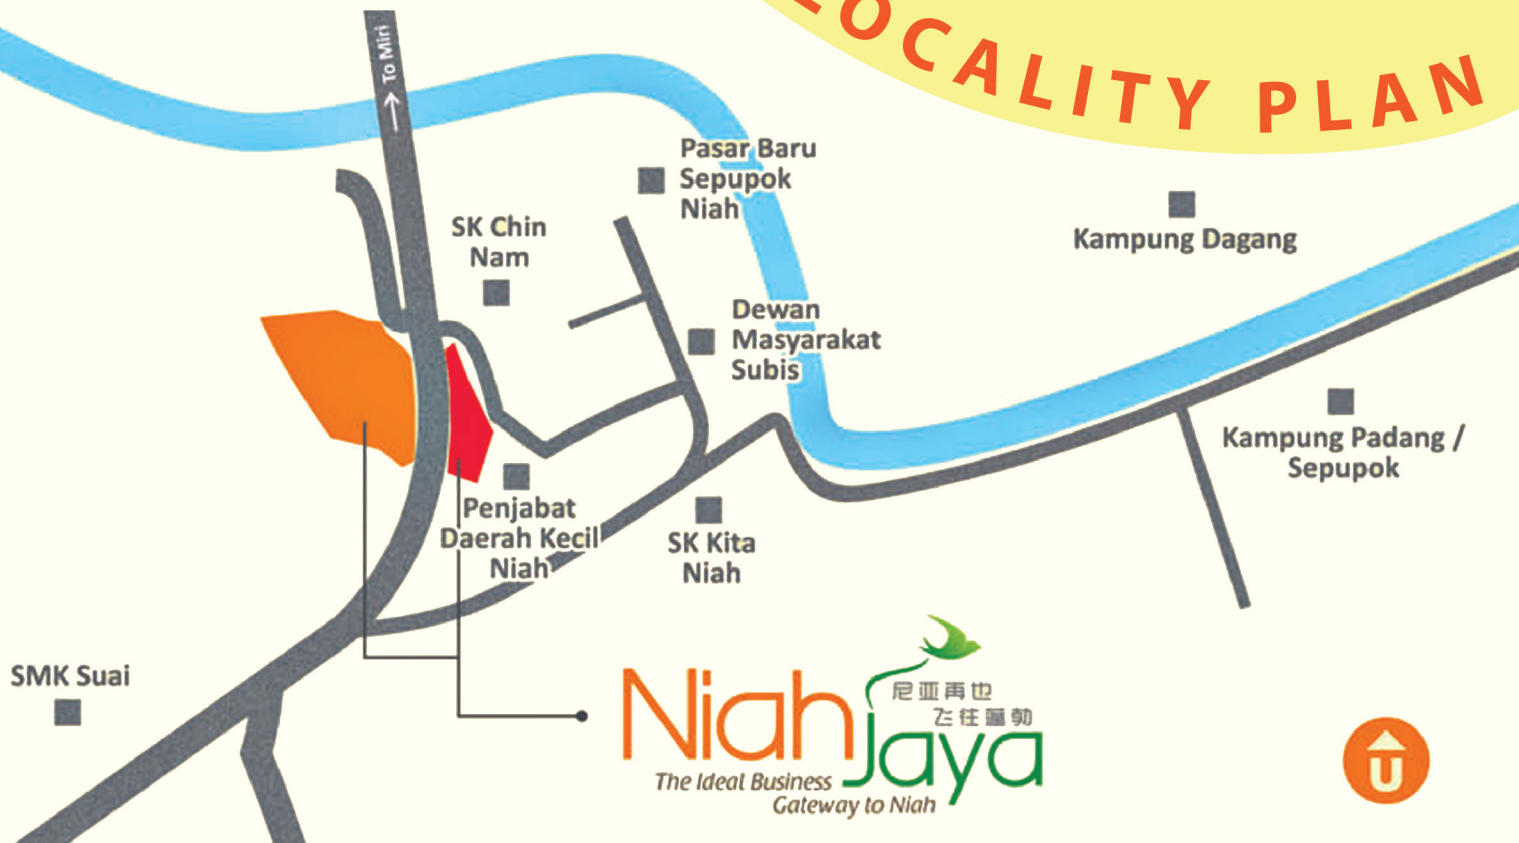 LOCALITY PLAN
To Miri
Pasar Baru
Sepupok
Niah
SK Chin
Nam
Kampung Dagang
Dewan
Masyarakat
Subis
Kampung Padang /
Sepupok
Penjabat
Daerah Kecil
Niah
SK Kita
Niah
SMK Suai
Niah
Jaya
尼亚再也
飞往蓬勃
The Ideal Business
Gateway to Niah
U